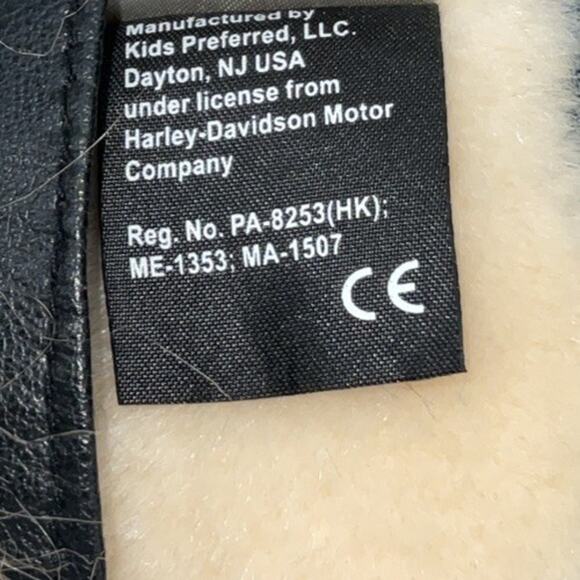 Manufactured by
Kids Preferred, LLC.
Dayton, NJ USA
under license from
Harley-Davidson Motor
Company
Reg. No. PA-8253(HK);
ME-1353; MA-1507
CE